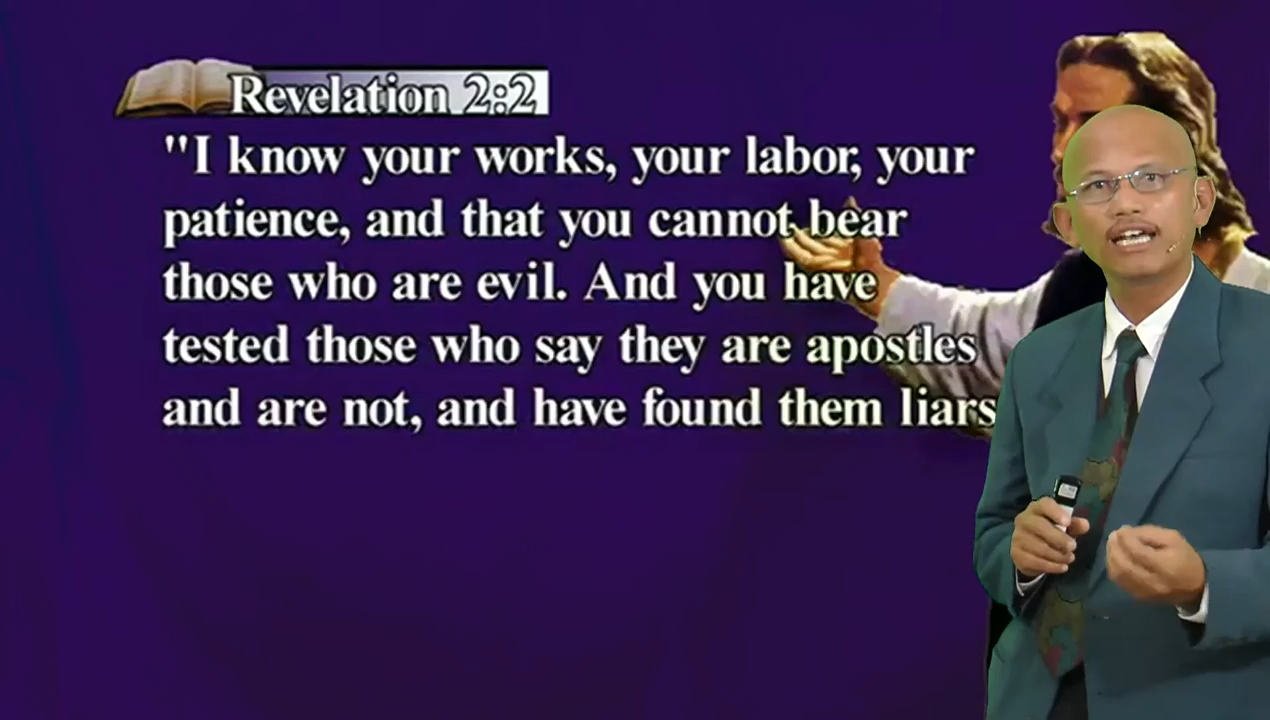 Revelation 2:2
"I know your works, your labor, your
patience, and that you cannot bear
those who are evil. And you have
tested those who say they are apostles
and are not, and have found them liars